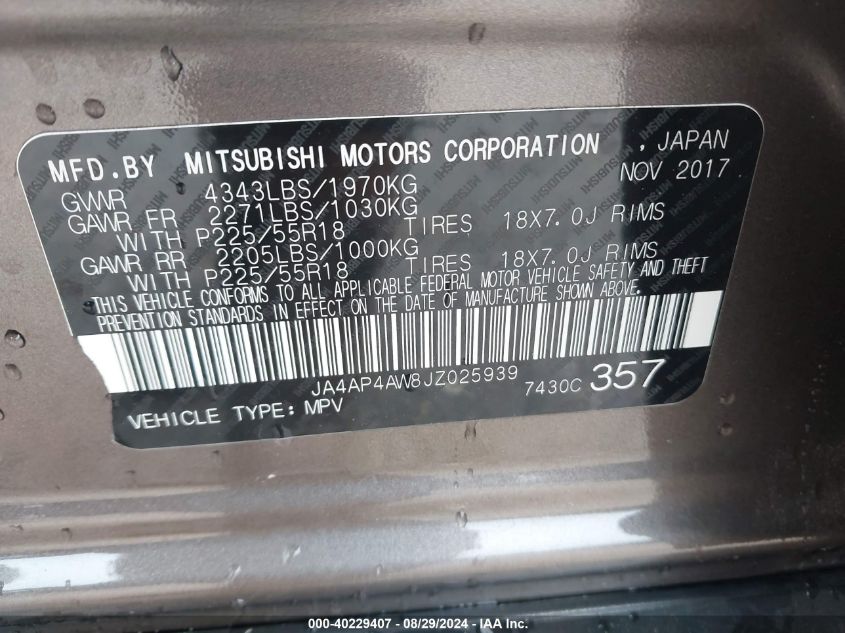 MFD.BY MITSUBISHI MOTORS CORPORATION , JAPAN
GVWR 4343LBS/1970KG NOV 2017
GAWR FR 2271LBS/1030KG
WITH P225/55R18 TIRES 18X7.0J RIMS
GAWR RR 2205LBS/1000KG
WITH P225/55R18 TIRES 18X7.0J RIMS
THIS VEHICLE CONFORMS TO ALL APPLICABLE FEDERAL MOTOR VEHICLE SAFETY AND THEFT
PREVENTION STANDARDS IN EFFECT ON THE DATE OF MANUFACTURE SHOWN ABOVE.
JA4AP4AW8JZ025939 7430C 357
VEHICLE TYPE: MPV
000-40229407 - 08/29/2024 - IAA Inc.